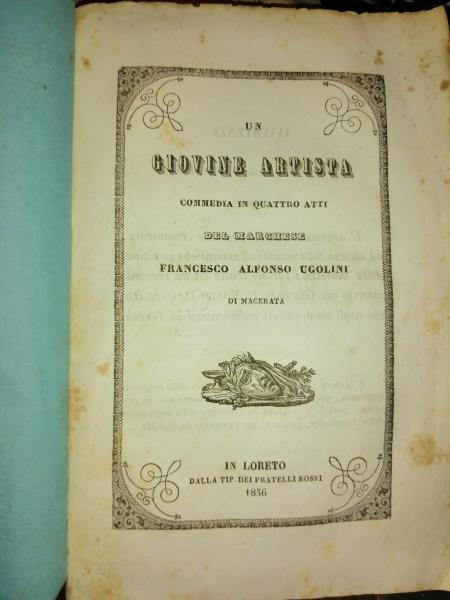 UN
GIOVINE ARTISTA
COMMEDIA IN QUATTRO ATTI
DEL MARCHESE
FRANCESCO ALFONSO UGOLINI
DI MACERATA
IN LORETO
DALLA TIP. DEI FRATELLI ROSSI
1856